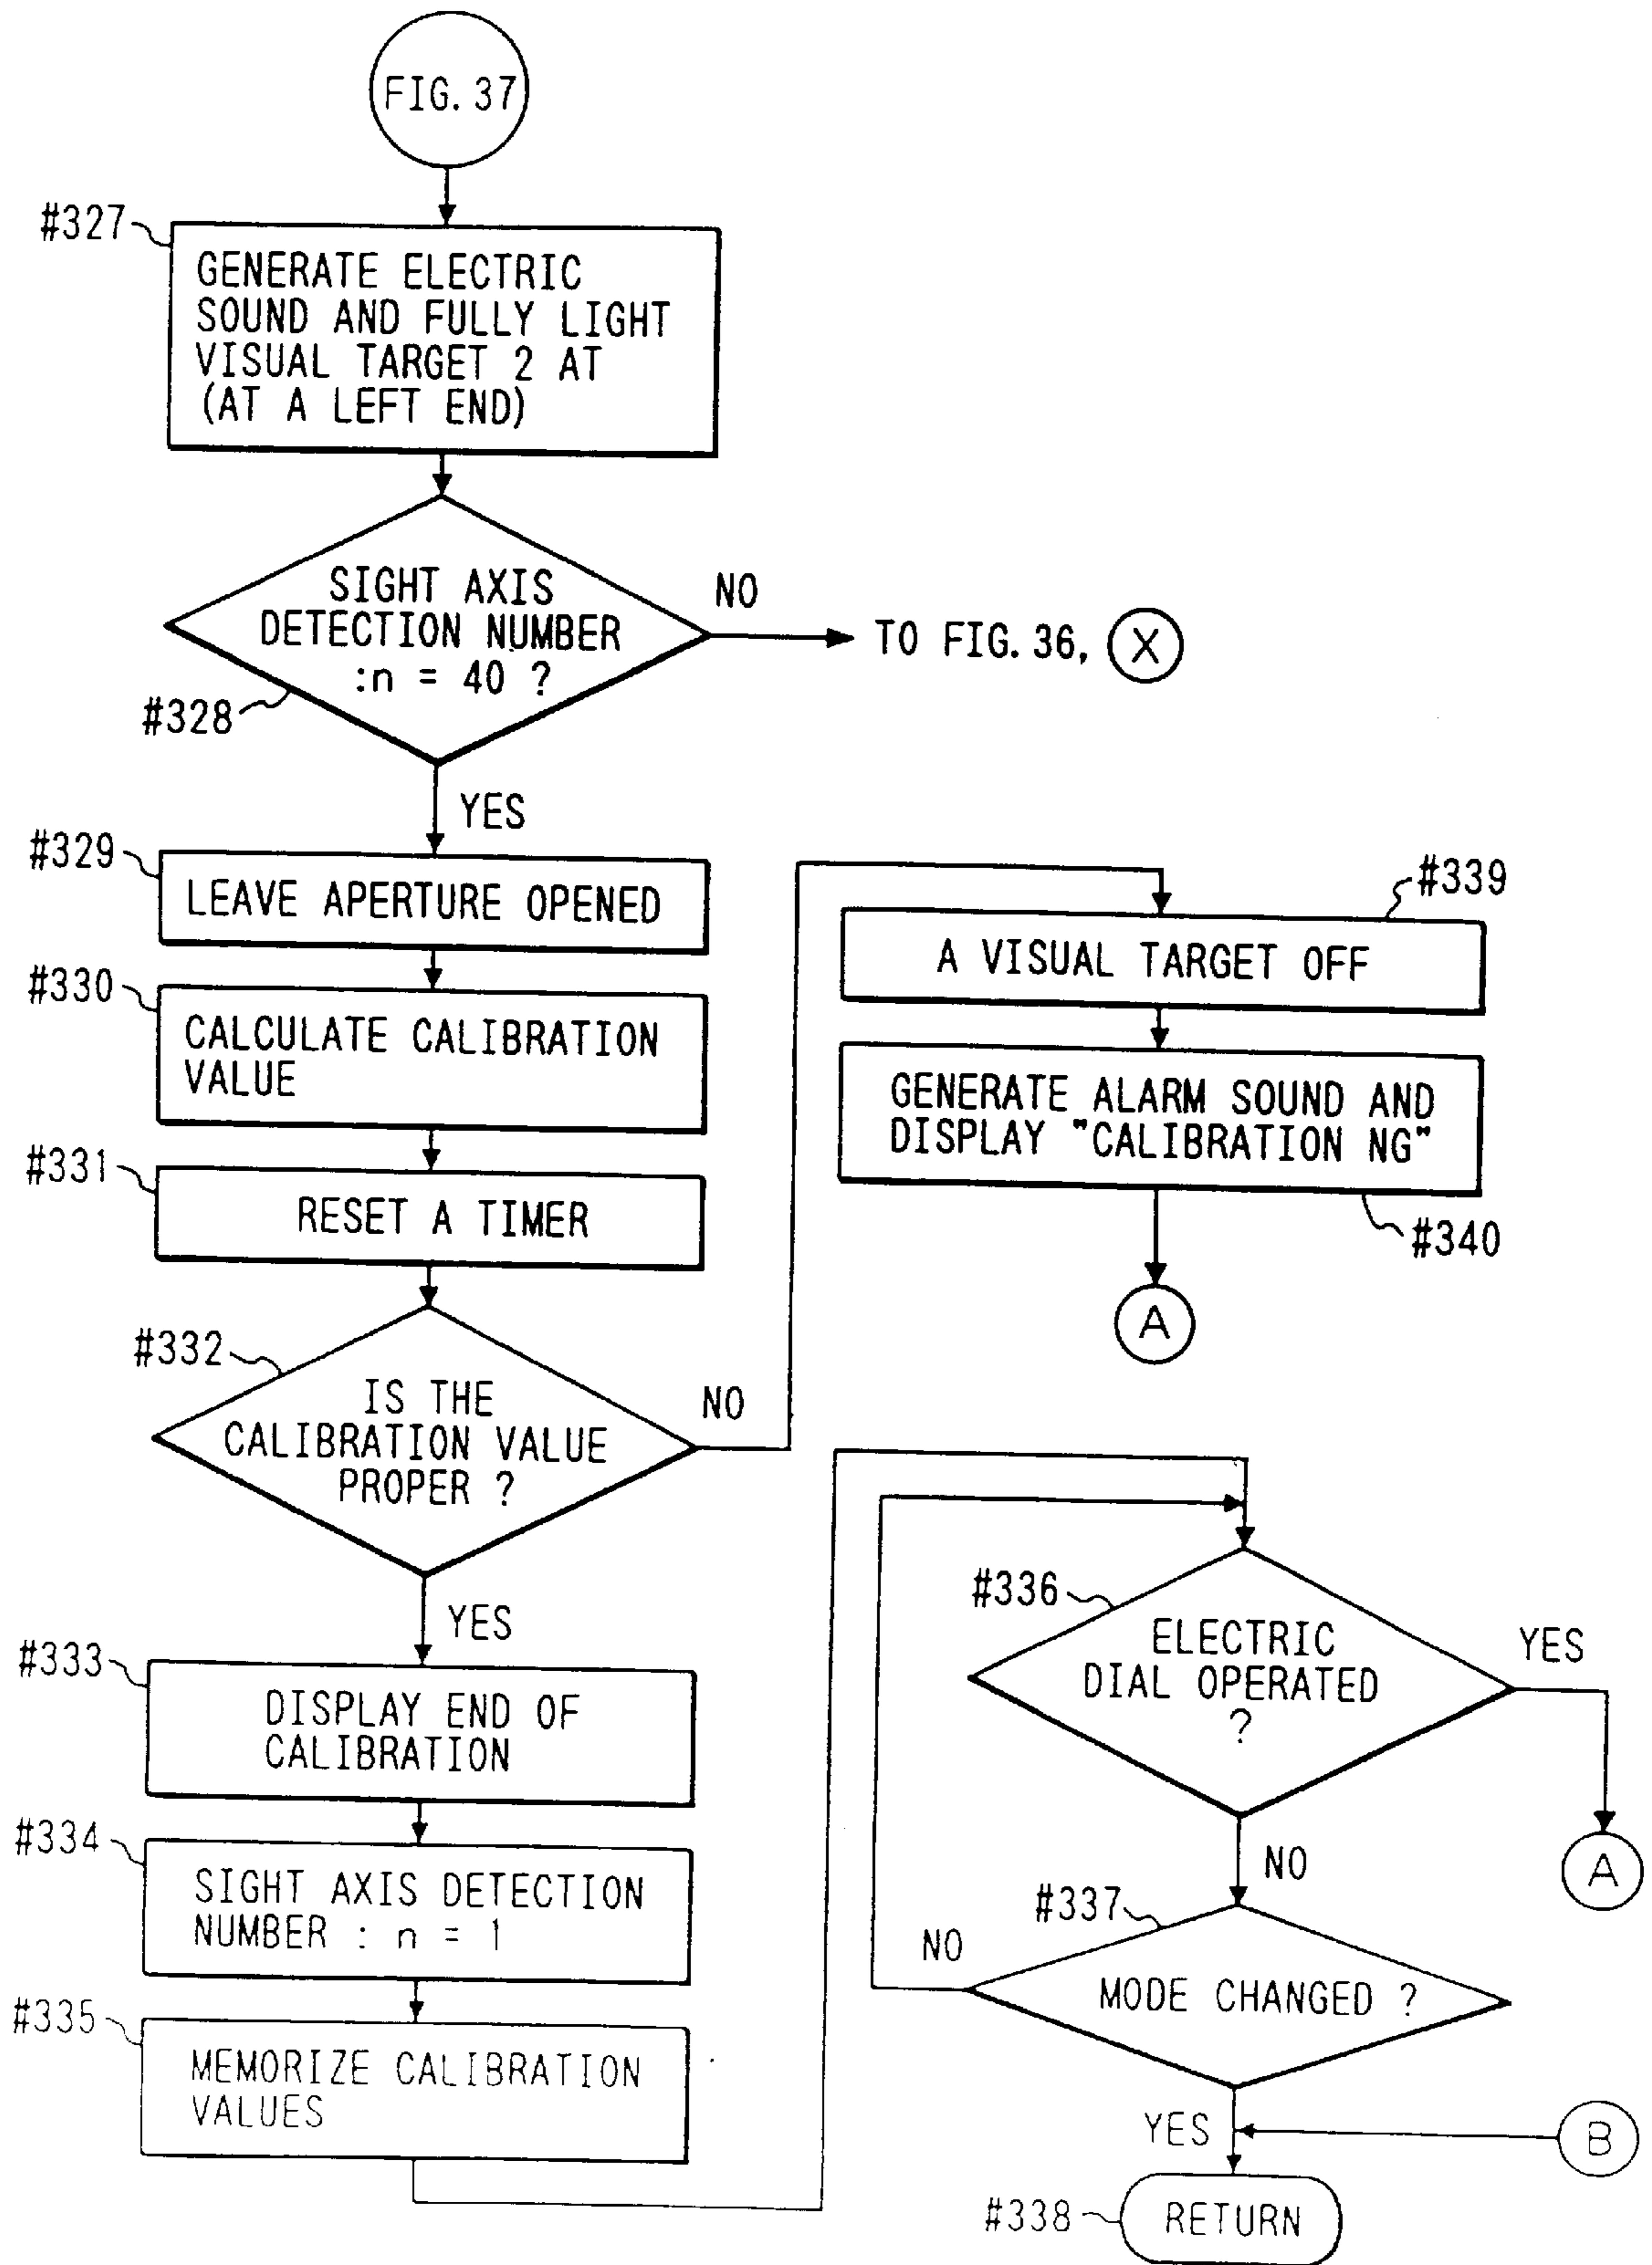 FIG. 37
#327
GENERATE ELECTRIC
SOUND AND FULLY LIGHT
VISUAL TARGET 2 AT
(AT A LEFT END)
SIGHT AXIS
DETECTION NUMBER
:n = 40 ?
#328
NO
TO FIG. 36, X
YES
#329
LEAVE APERTURE OPENED
#330
CALCULATE CALIBRATION
VALUE
#331
RESET A TIMER
#332
IS THE
CALIBRATION VALUE
PROPER ?
NO
YES
#333
DISPLAY END OF
CALIBRATION
#334
SIGHT AXIS DETECTION
NUMBER : n = 1
#335
MEMORIZE CALIBRATION
VALUES
#339
A VISUAL TARGET OFF
GENERATE ALARM SOUND AND
DISPLAY "CALIBRATION NG"
#340
A
#336
ELECTRIC
DIAL OPERATED
?
YES
A
NO
#337
NO
MODE CHANGED ?
YES
B
#338
RETURN